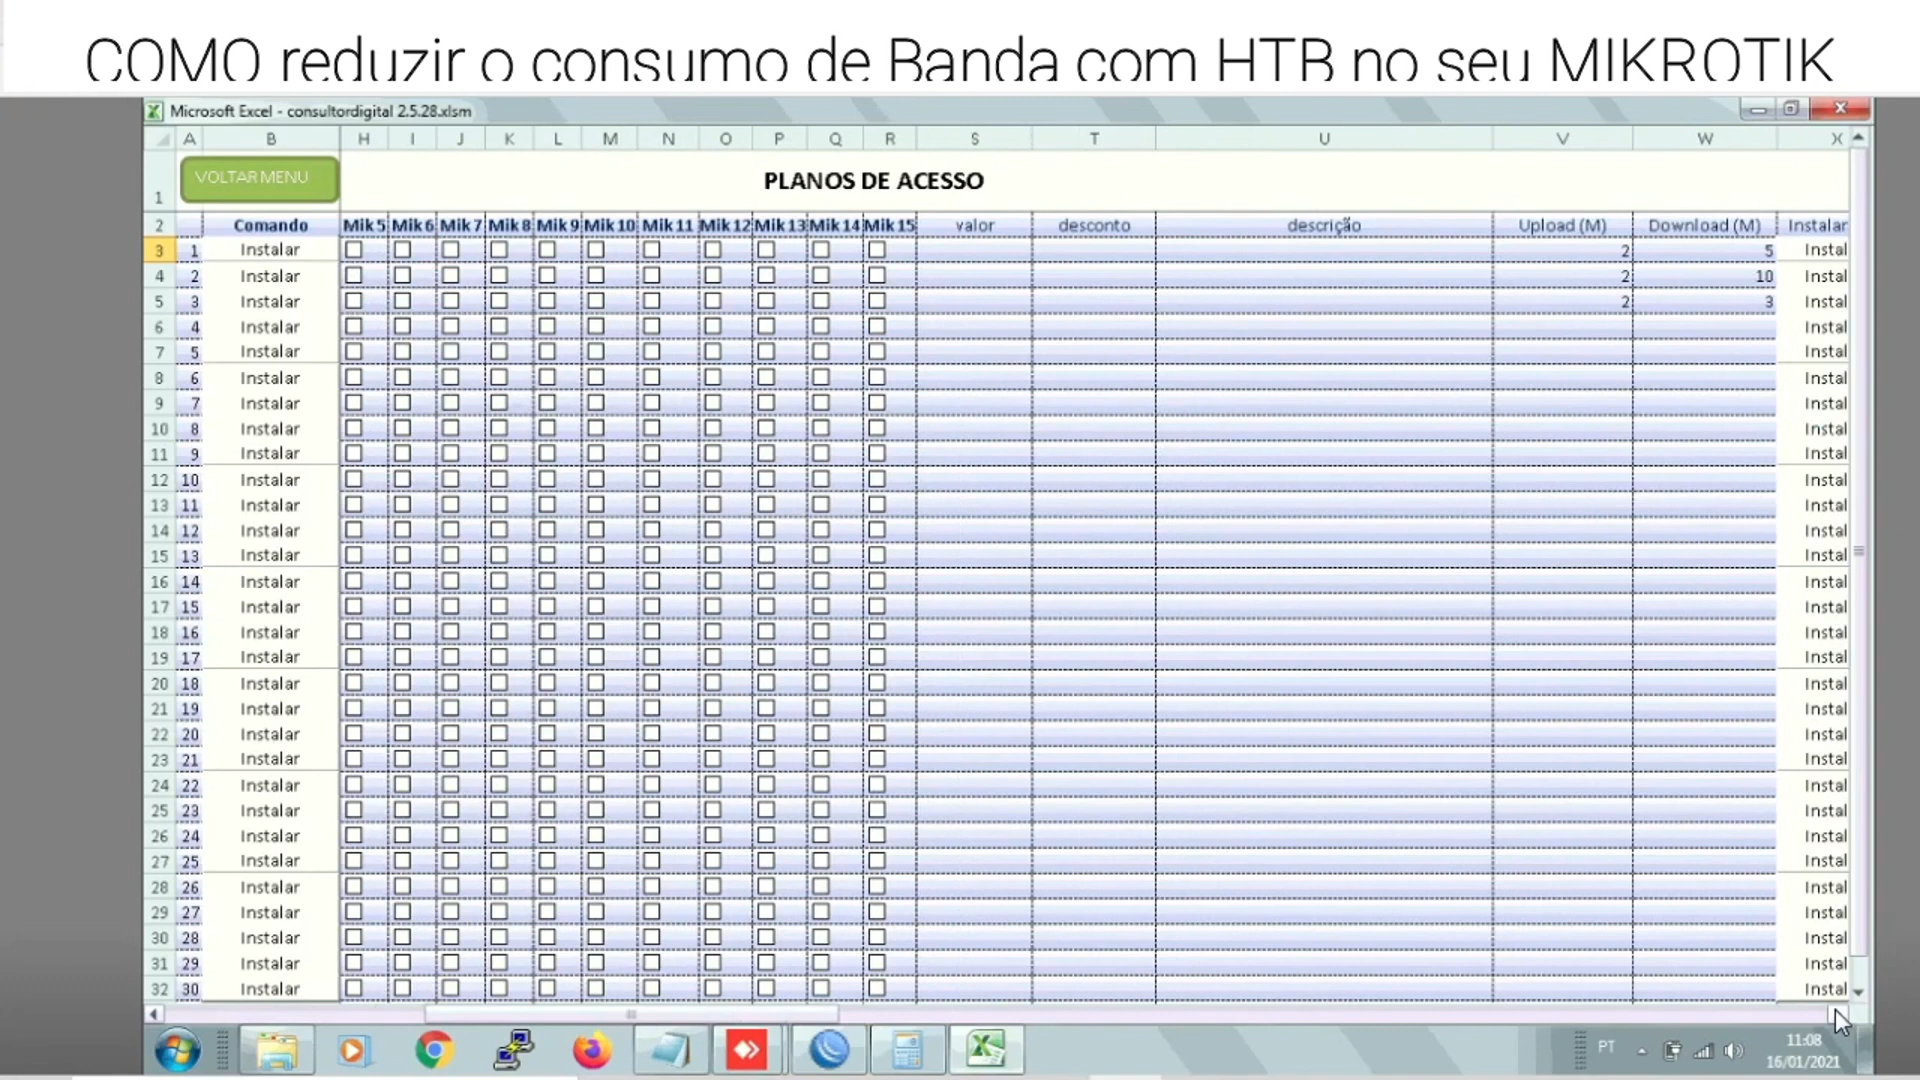 COMO reduzir o consumo de Banda com HTB no seu MIKROTIK
Microsoft Excel - consultordigital 2.5.28.xlsm
A B H I J K L M N O P Q R S T U V W X
1 VOLTAR MENU PLANOS DE ACESSO
2 Comando Mik 5 Mik 6 Mik 7 Mik 8 Mik 9 Mik 10 Mik 11 Mik 12 Mik 13 Mik 14 Mik 15 valor desconto descrição Upload (M) Download (M) Instalar
3 1 Instalar 2 5 Instal
4 2 Instalar 2 10 Instal
5 3 Instalar 2 3 Instal
6 4 Instalar Instal
7 5 Instalar Instal
8 6 Instalar Instal
9 7 Instalar Instal
10 8 Instalar Instal
11 9 Instalar Instal
12 10 Instalar Instal
13 11 Instalar Instal
14 12 Instalar Instal
15 13 Instalar Instal
16 14 Instalar Instal
17 15 Instalar Instal
18 16 Instalar Instal
19 17 Instalar Instal
20 18 Instalar Instal
21 19 Instalar Instal
22 20 Instalar Instal
23 21 Instalar Instal
24 22 Instalar Instal
25 23 Instalar Instal
26 24 Instalar Instal
27 25 Instalar Instal
28 26 Instalar Instal
29 27 Instalar Instal
30 28 Instalar Instal
31 29 Instalar Instal
32 30 Instalar Instal
PT 11:08
16/01/2021